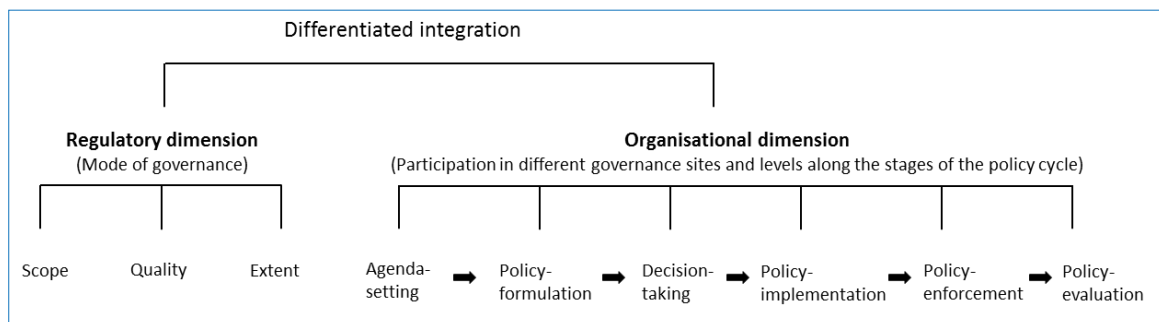 Differentiated integration
Regulatory dimension
(Mode of governance)
Organisational dimension
(Participation in different governance sites and levels along the stages of the policy cycle)
Scope
Quality
Extent
Agenda-
setting
Policy-
formulation
Decision-
taking
Policy-
implementation
Policy-
enforcement
Policy-
evaluation